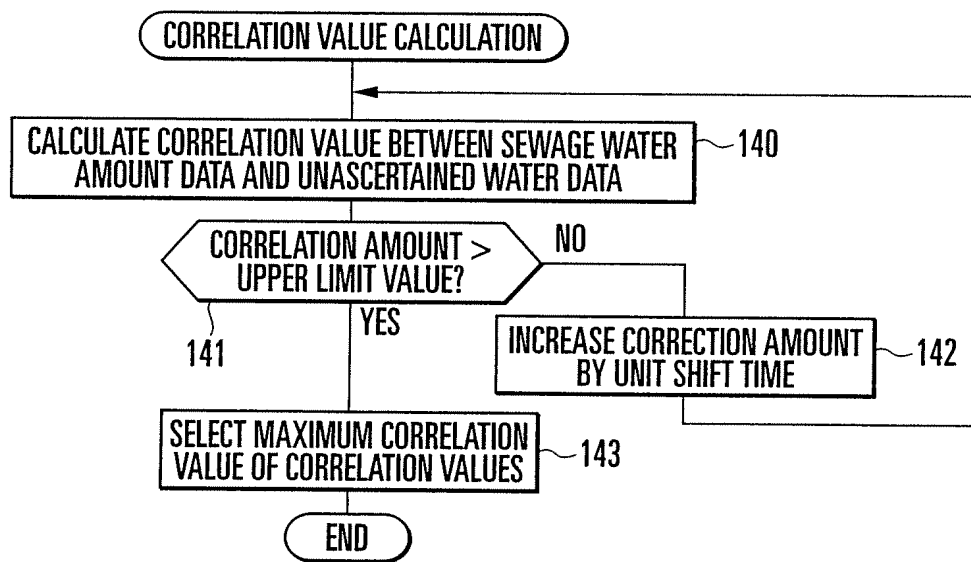 CORRELATION VALUE CALCULATION
CALCULATE CORRELATION VALUE BETWEEN SEWAGE WATER
AMOUNT DATA AND UNASCERTAINED WATER DATA
140
CORRELATION AMOUNT >
UPPER LIMIT VALUE?
NO
YES
141
INCREASE CORRECTION AMOUNT
BY UNIT SHIFT TIME
142
SELECT MAXIMUM CORRELATION
VALUE OF CORRELATION VALUES
143
END